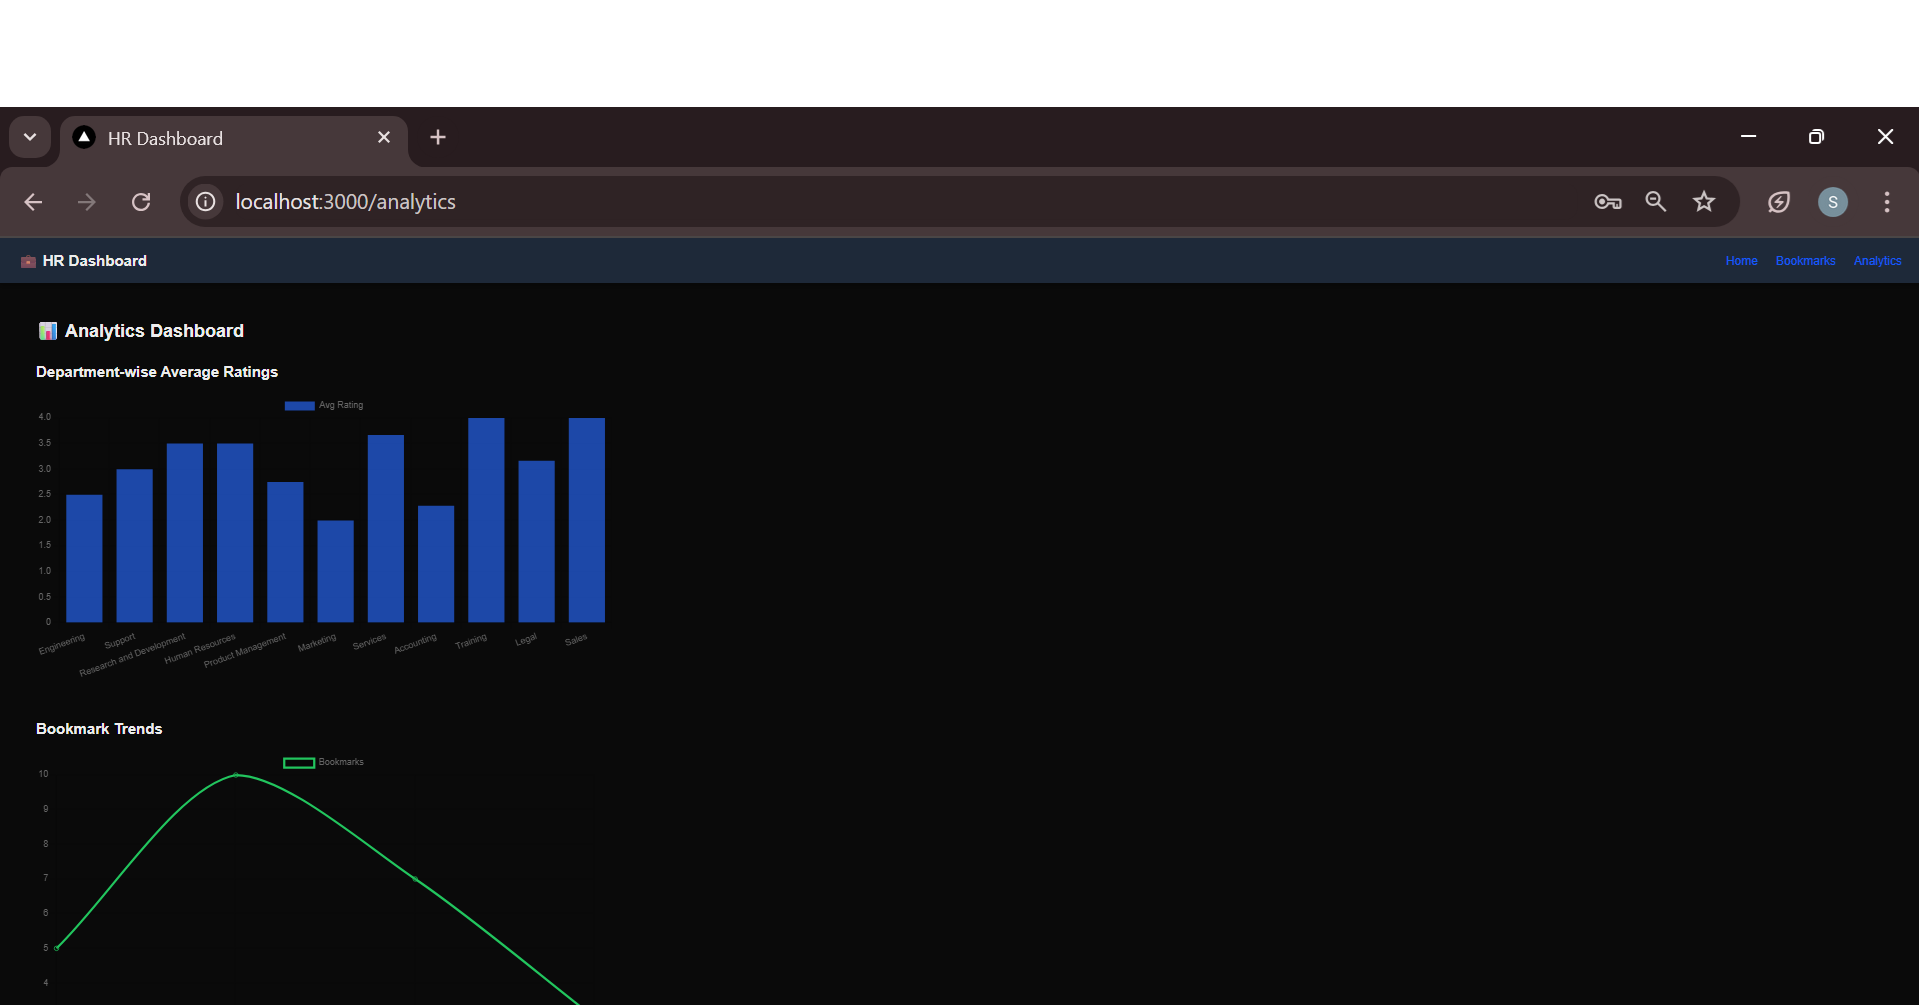 HR Dashboard
localhost:3000/analytics
S
HR Dashboard
Home Bookmarks Analytics
Analytics Dashboard
Department-wise Average Ratings
Avg Rating
4.0
3.5
3.0
2.5
2.0
1.5
1.0
0.5
0
Engineering
Support
Research and Development
Human Resources
Product Management
Marketing
Services
Accounting
Training
Legal
Sales
Bookmark Trends
Bookmarks
10
9
8
7
6
5
4